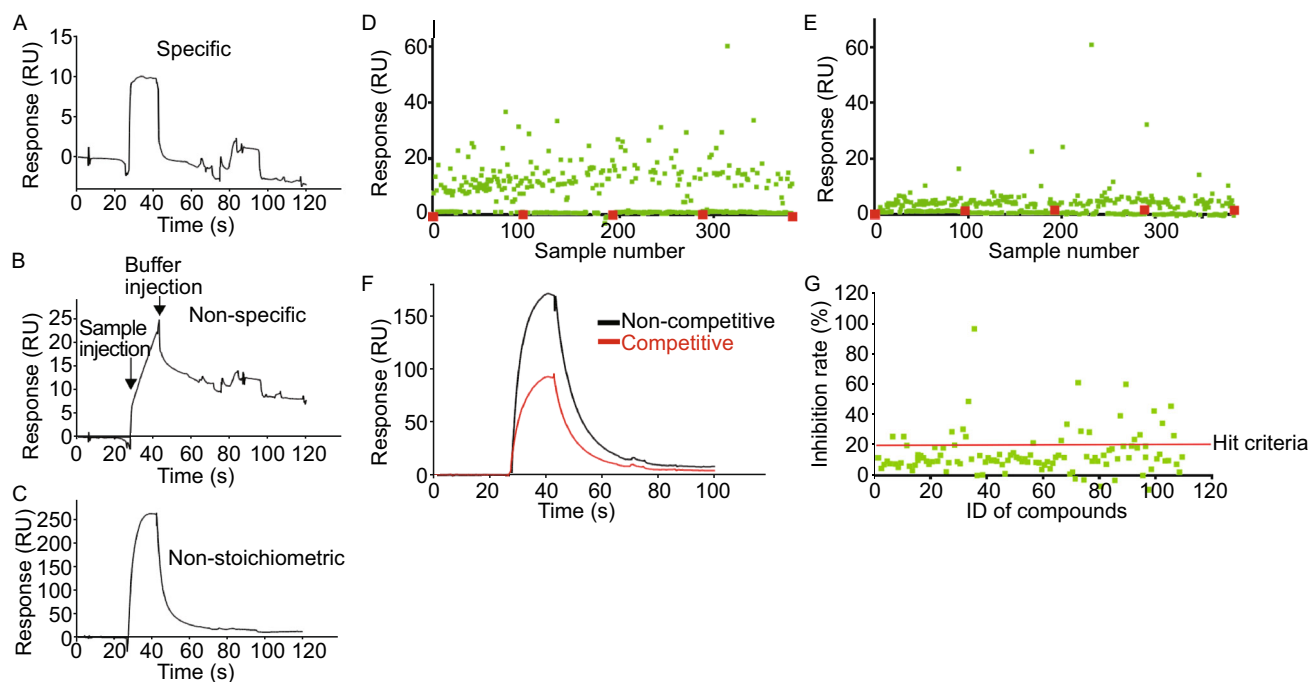 A
Specific
Response (RU)
15
10
5
0
0 20 40 60 80 100 120
Time (s)
B
Buffer
injection
Non-specific
Sample
injection
Response (RU)
25
20
15
10
5
0
0 20 40 60 80 100 120
Time (s)
C
Non-stoichiometric
Response (RU)
250
200
150
100
50
0
0 20 40 60 80 100 120
Time (s)
D
Response (RU)
60
40
20
0
0 100 200 300
Sample number
E
Response (RU)
60
40
20
0
0 100 200 300
Sample number
F
Non-competitive
Competitive
Response (RU)
150
100
50
0
0 20 40 60 80 100
Time (s)
G
Inhibition rate (%)
120
100
80
60
40
20
0
Hit criteria
0 20 40 60 80 100 120
ID of compounds